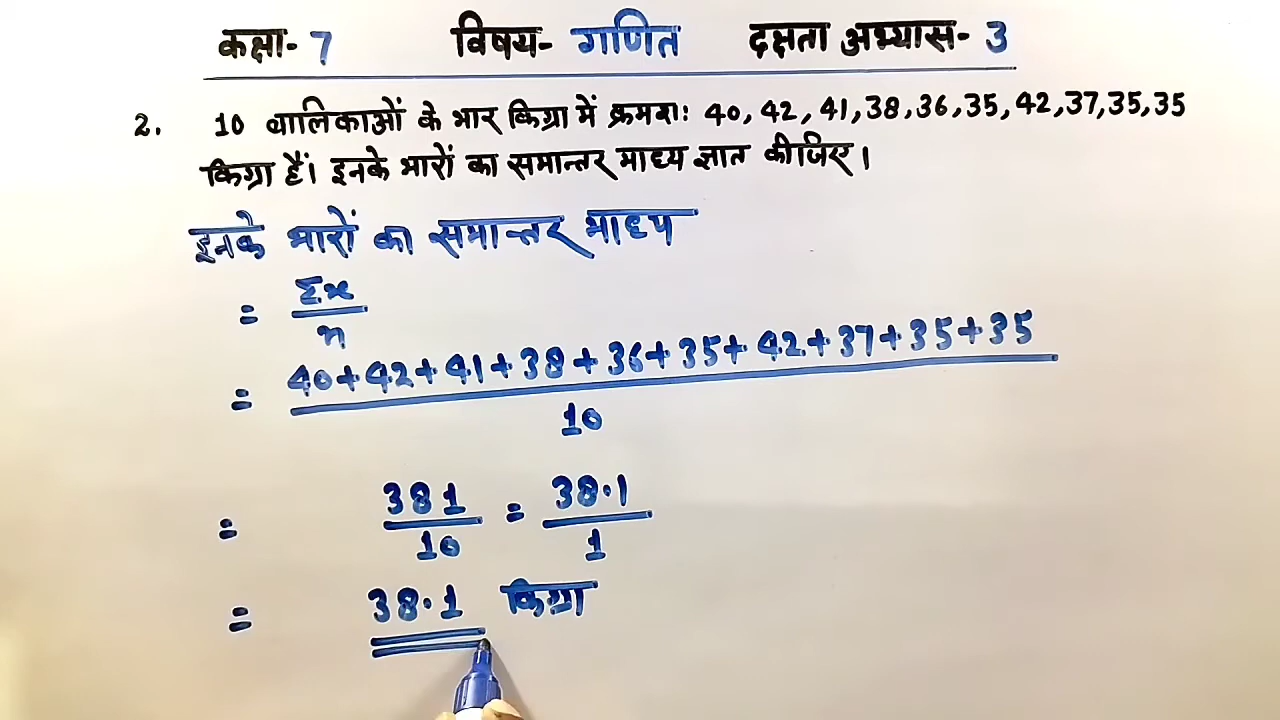 कक्षा- 7 विषय- गणित दक्षता अभ्यास- 3
2. 10 बालिकाओं के भार किग्रा में क्रमशः 40, 42, 41, 38, 36, 35, 42, 37, 35, 35
किग्रा हैं। इनके भारों का समान्तर माध्य ज्ञात कीजिए।
इनके भारों का समान्तर माध्य
= Σx
n
= 40+42+41+38+36+35+42+37+35+35
10
= 381 = 38.1
10 1
= 38.1 किग्रा